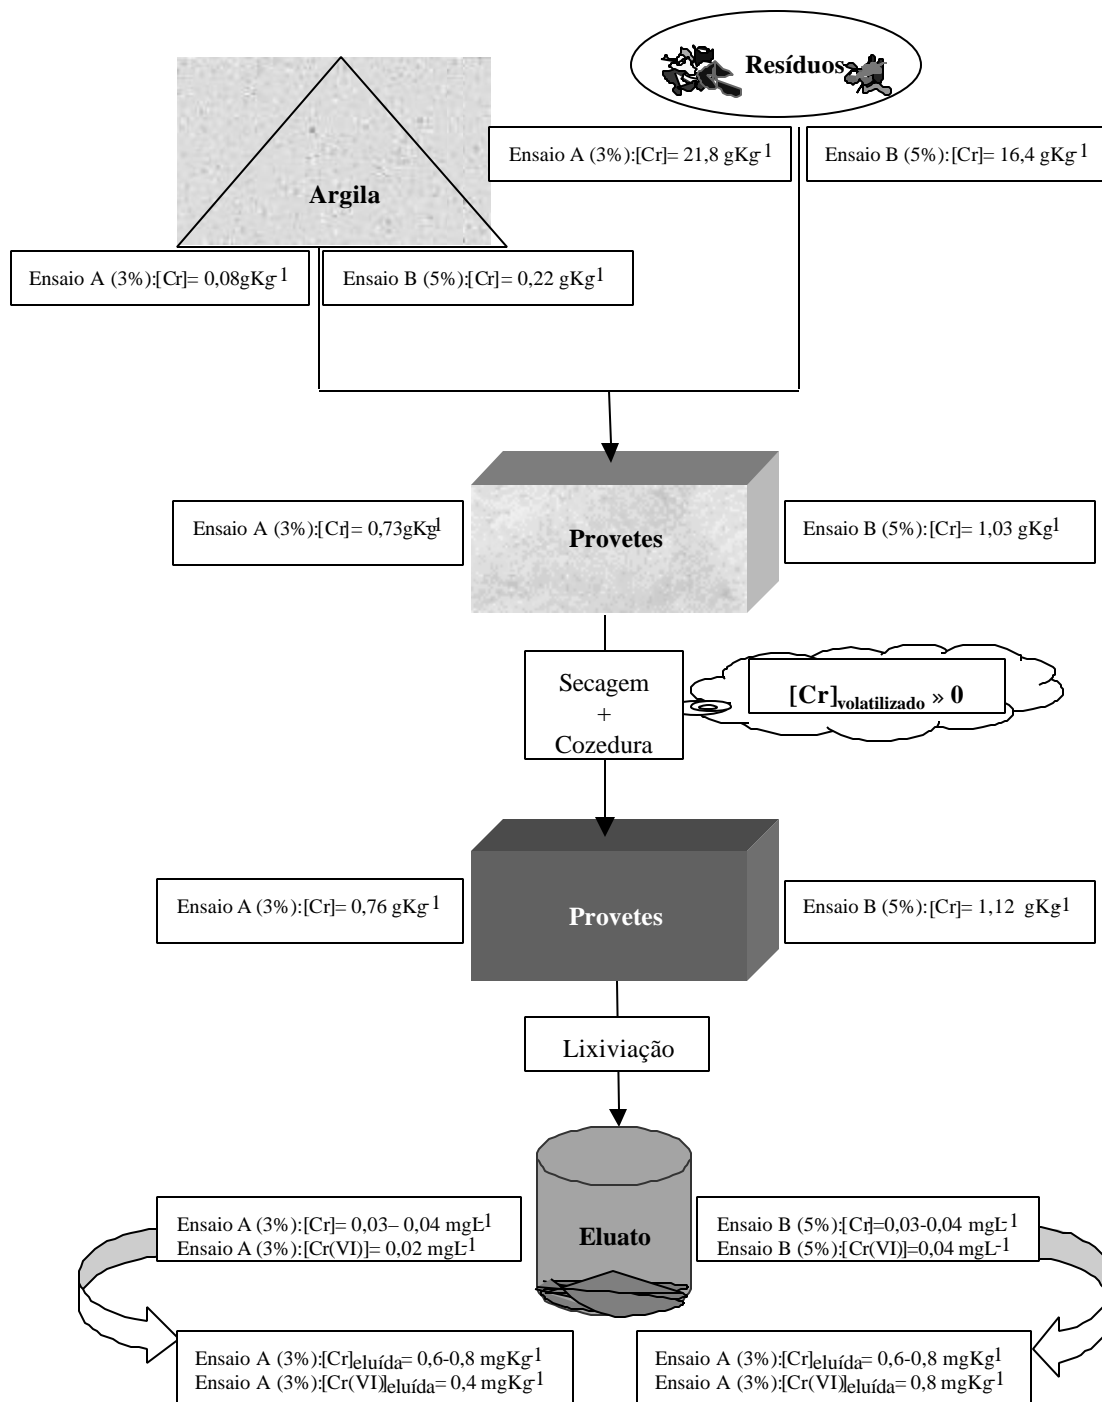 Resíduos
Ensaio A (3%):[Cr]= 21,8 gKg-1
Ensaio B (5%):[Cr]= 16,4 gKg-1
Argila
Ensaio A (3%):[Cr]= 0,08gKg-1
Ensaio B (5%):[Cr]= 0,22 gKg-1
Ensaio A (3%):[Cr]= 0,73gKg-1
Provetes
Ensaio B (5%):[Cr]= 1,03 gKg-1
Secagem
+
Cozedura
[Cr]volatilizado » 0
Ensaio A (3%):[Cr]= 0,76 gKg-1
Provetes
Ensaio B (5%):[Cr]= 1,12 gKg-1
Lixiviação
Ensaio A (3%):[Cr]= 0,03– 0,04 mgL-1
Ensaio A (3%):[Cr(VI)]= 0,02 mgL-1
Eluato
Ensaio B (5%):[Cr]=0,03-0,04 mgL-1
Ensaio B (5%):[Cr(VI)]=0,04 mgL-1
Ensaio A (3%):[Cr]eluída= 0,6-0,8 mgKg-1
Ensaio A (3%):[Cr(VI)]eluída= 0,4 mgKg-1
Ensaio A (3%):[Cr]eluída= 0,6-0,8 mgKg-1
Ensaio A (3%):[Cr(VI)]eluída= 0,8 mgKg-1